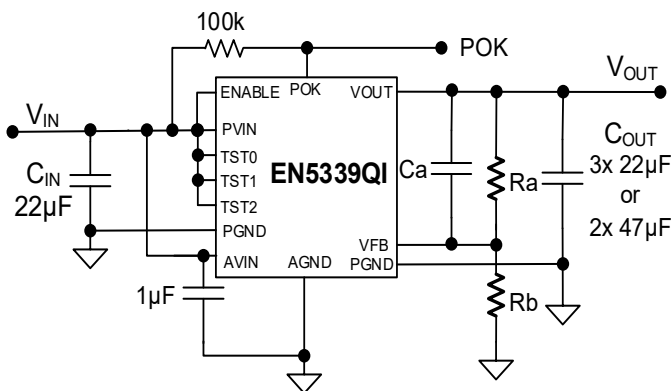 100k
POK
V_IN
C_IN
22µF
ENABLE
POK
VOUT
PVIN
TST0
TST1
TST2
EN5339QI
PGND
AVIN
AGND
VFB
PGND
1µF
Ca
Ra
Rb
V_OUT
C_OUT
3x 22µF
or
2x 47µF